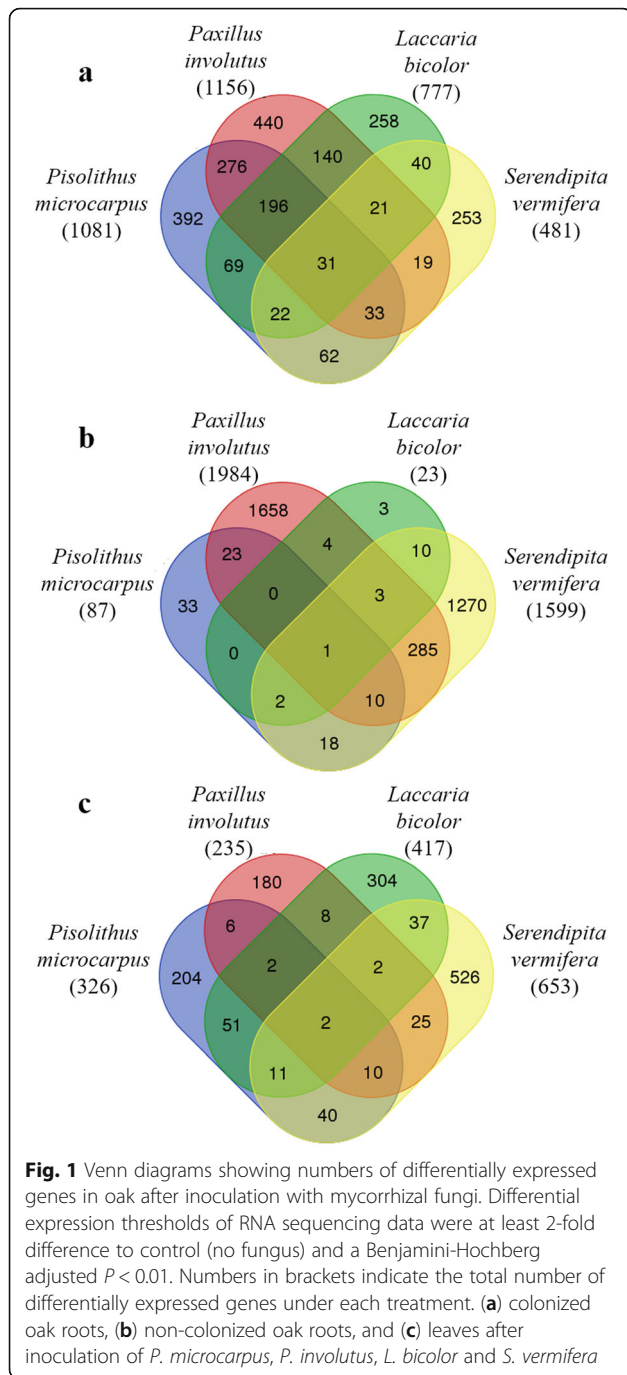 a
Paxillus
involutus
(1156)
Laccaria
bicolor
(777)
Pisolithus
microcarpus
(1081)
Serendipita
vermifera
(481)
440
258
276
140
40
392
196
21
253
69
31
19
22
33
62
b
Paxillus
involutus
(1984)
Laccaria
bicolor
(23)
Pisolithus
microcarpus
(87)
Serendipita
vermifera
(1599)
1658
3
23
4
10
33
0
3
1270
0
1
285
2
10
18
c
Paxillus
involutus
(235)
Laccaria
bicolor
(417)
Pisolithus
microcarpus
(326)
Serendipita
vermifera
(653)
180
304
6
8
37
204
2
2
526
51
2
25
11
10
40
Fig. 1 Venn diagrams showing numbers of differentially expressed
genes in oak after inoculation with mycorrhizal fungi. Differential
expression thresholds of RNA sequencing data were at least 2-fold
difference to control (no fungus) and a Benjamini-Hochberg
adjusted P < 0.01. Numbers in brackets indicate the total number of
differentially expressed genes under each treatment. (a) colonized
oak roots, (b) non-colonized oak roots, and (c) leaves after
inoculation of P. microcarpus, P. involutus, L. bicolor and S. vermifera